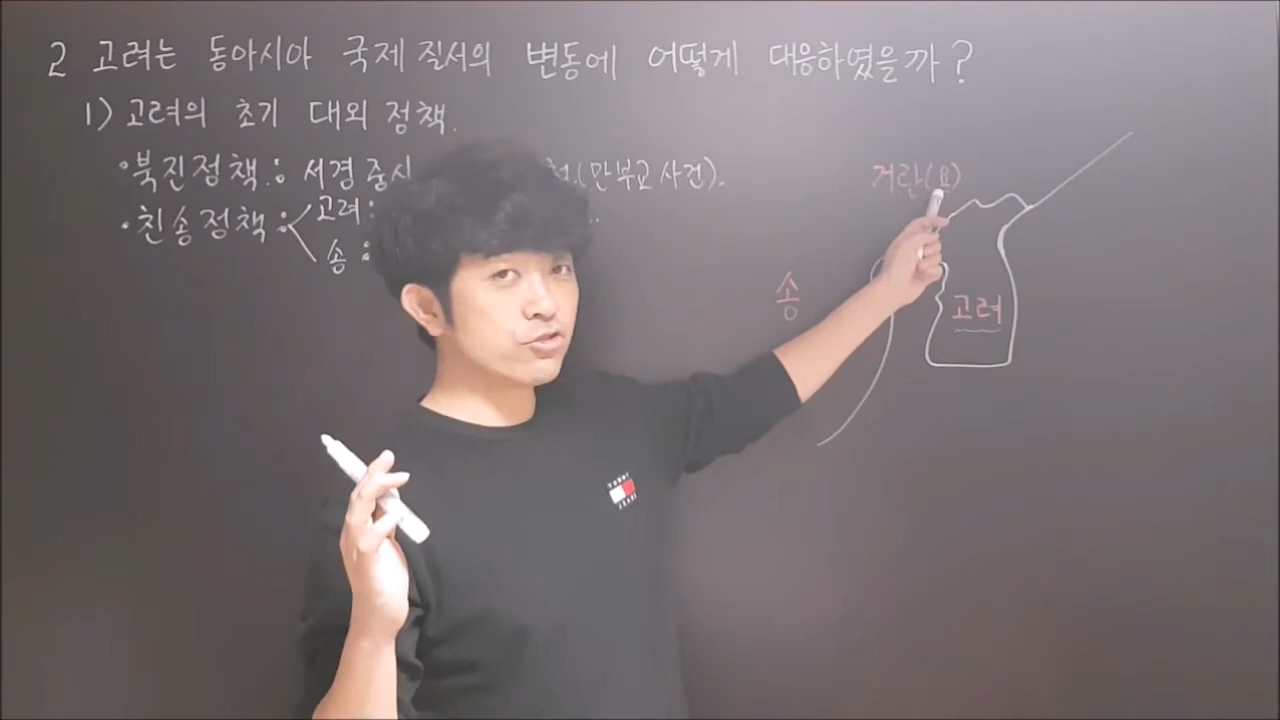 2 고려는 동아시아 국제 질서의 변동에 어떻게 대응하였을까?
1) 고려의 초기 대외 정책.
·북진정책.: 서경 중시 (만부교 사건).
·친송정책: 고려:
송:
거란(요)
송
고려